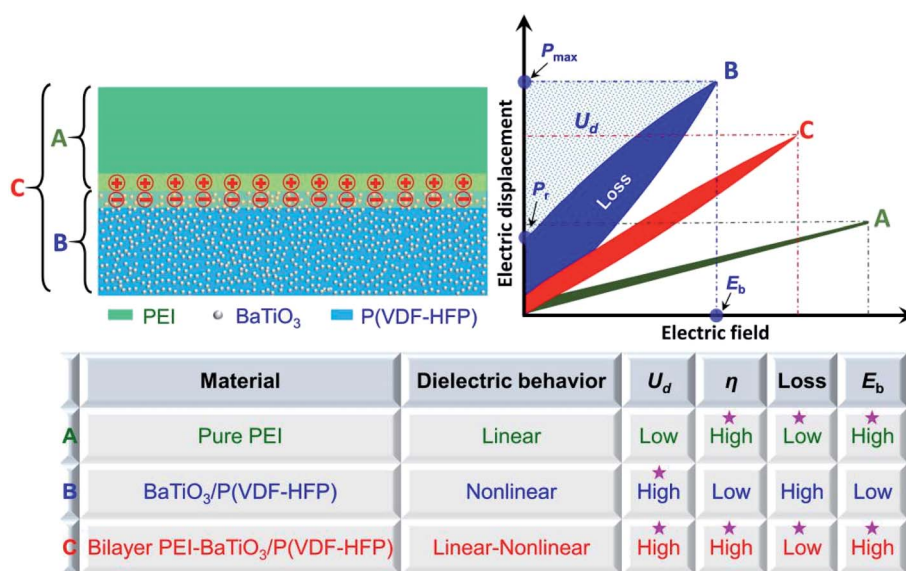 C
A
B
PEI
BaTiO₃
P(VDF-HFP)
Electric displacement
Pmax
B
Ud
C
Pr
Loss
A
Eb
Electric field
Material Dielectric behavior Ud η Loss Eb
A Pure PEI Linear Low High Low High
B BaTiO₃/P(VDF-HFP) Nonlinear High Low High Low
C Bilayer PEI-BaTiO₃/P(VDF-HFP) Linear-Nonlinear High High Low High